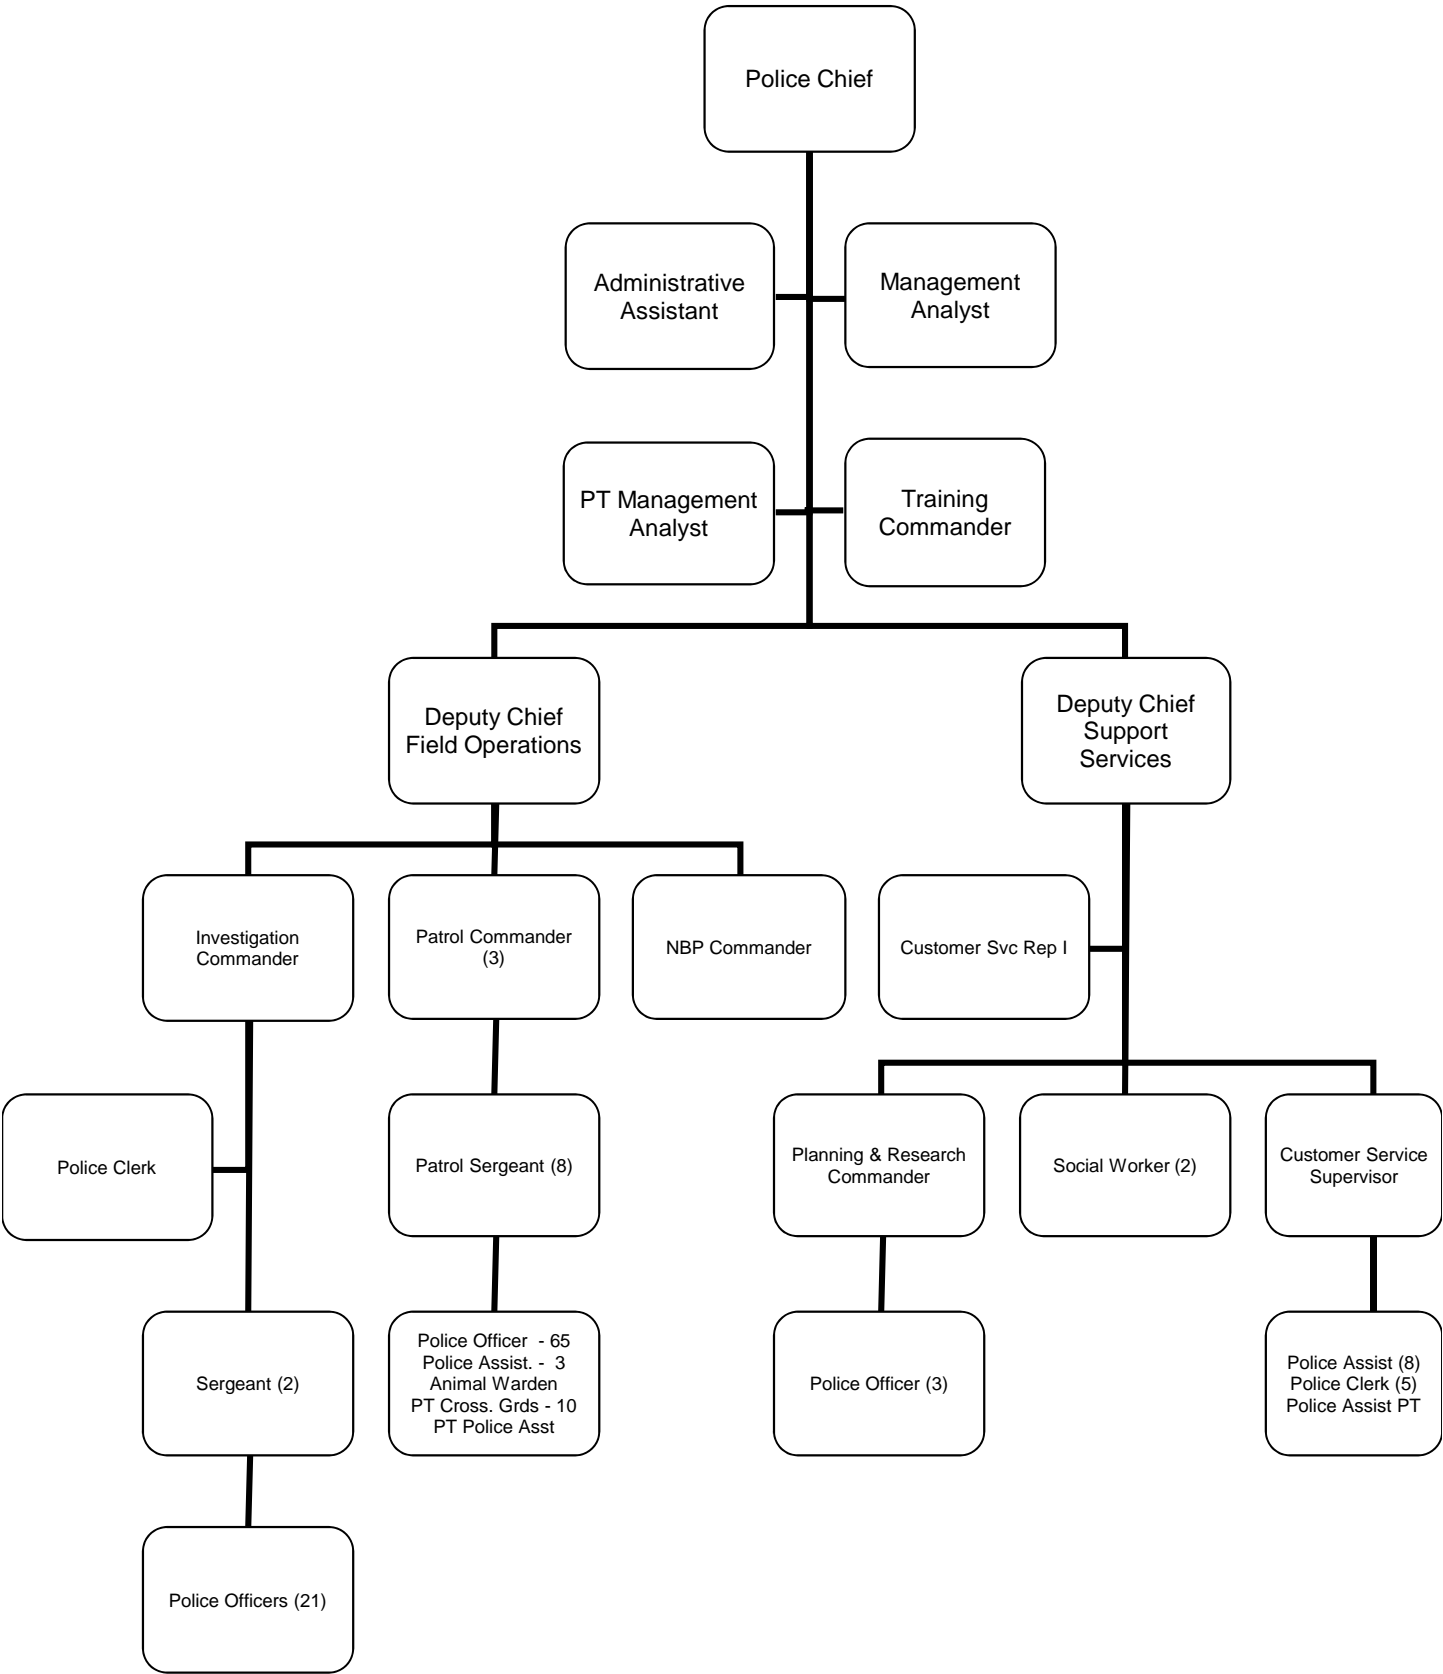 Police Chief
Administrative
Assistant
Management
Analyst
PT Management
Analyst
Training
Commander
Deputy Chief
Field Operations
Deputy Chief
Support
Services
Investigation
Commander
Patrol Commander
(3)
NBP Commander
Customer Svc Rep I
Police Clerk
Patrol Sergeant (8)
Planning & Research
Commander
Social Worker (2)
Customer Service
Supervisor
Sergeant (2)
Police Officer - 65
Police Assist. - 3
Animal Warden
PT Cross. Grds - 10
PT Police Asst
Police Officer (3)
Police Assist (8)
Police Clerk (5)
Police Assist PT
Police Officers (21)